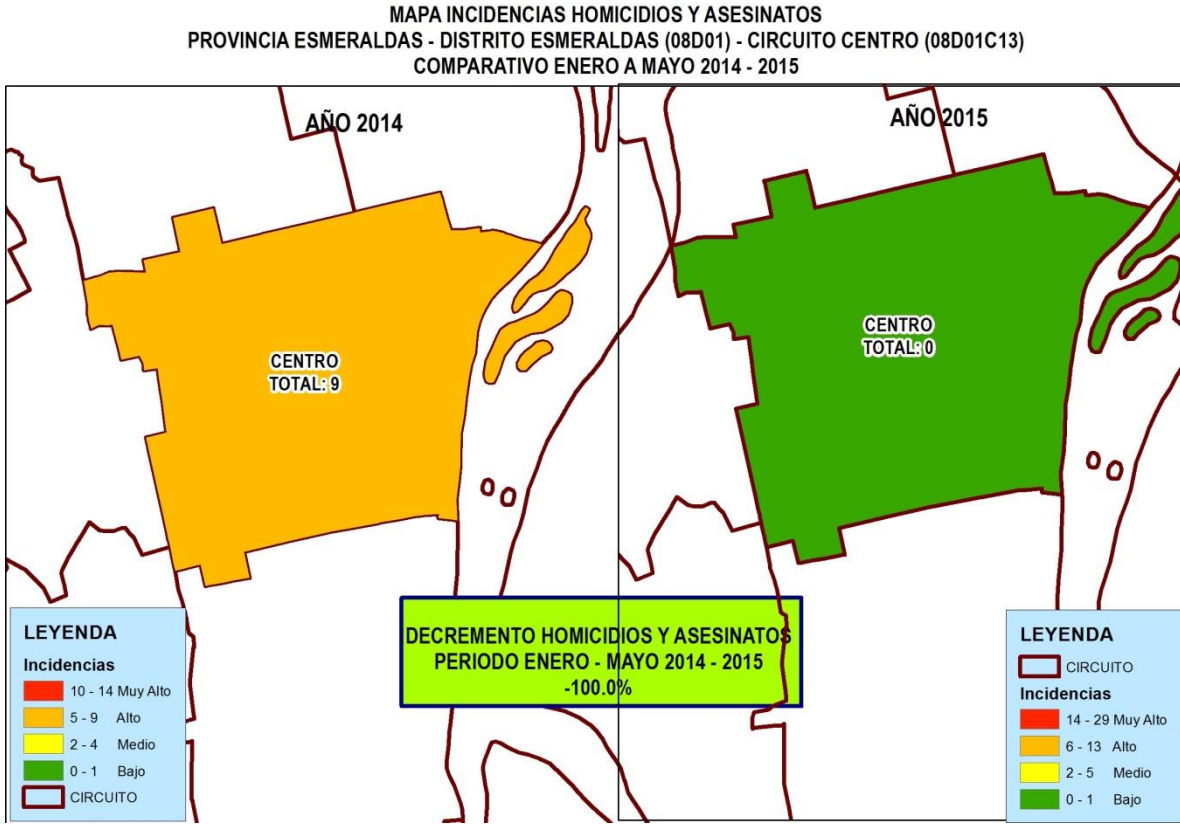 MAPA INCIDENCIAS HOMICIDIOS Y ASESINATOS
PROVINCIA ESMERALDAS - DISTRITO ESMERALDAS (08D01) - CIRCUITO CENTRO (08D01C13)
COMPARATIVO ENERO A MAYO 2014 - 2015
AÑO 2014
CENTRO
TOTAL: 9
AÑO 2015
CENTRO
TOTAL: 0
LEYENDA
Incidencias
10 - 14 Muy Alto
5 - 9 Alto
2 - 4 Medio
0 - 1 Bajo
CIRCUITO
DECREMENTO HOMICIDIOS Y ASESINATOS
PERIODO ENERO - MAYO 2014 - 2015
-100.0%
LEYENDA
CIRCUITO
Incidencias
14 - 29 Muy Alto
6 - 13 Alto
2 - 5 Medio
0 - 1 Bajo